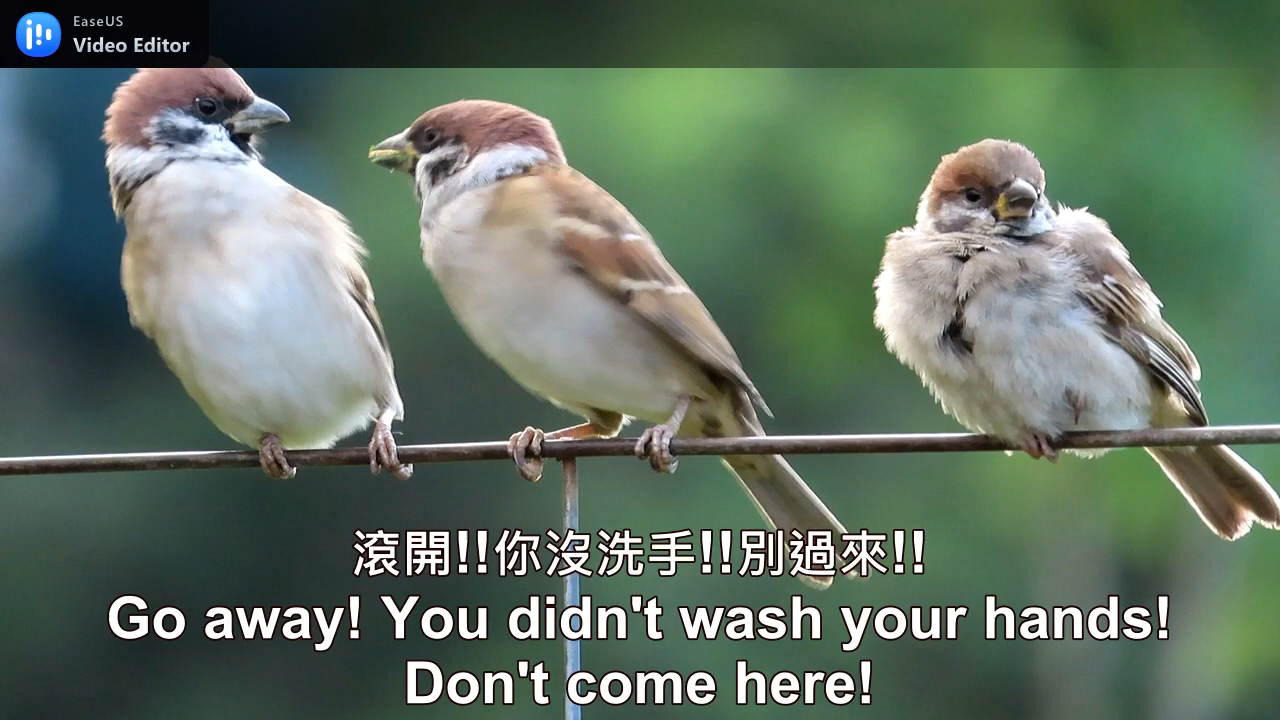 EaseUS
Video Editor
滾開!!你沒洗手!!別過來!!
Go away! You didn't wash your hands!
Don't come here!